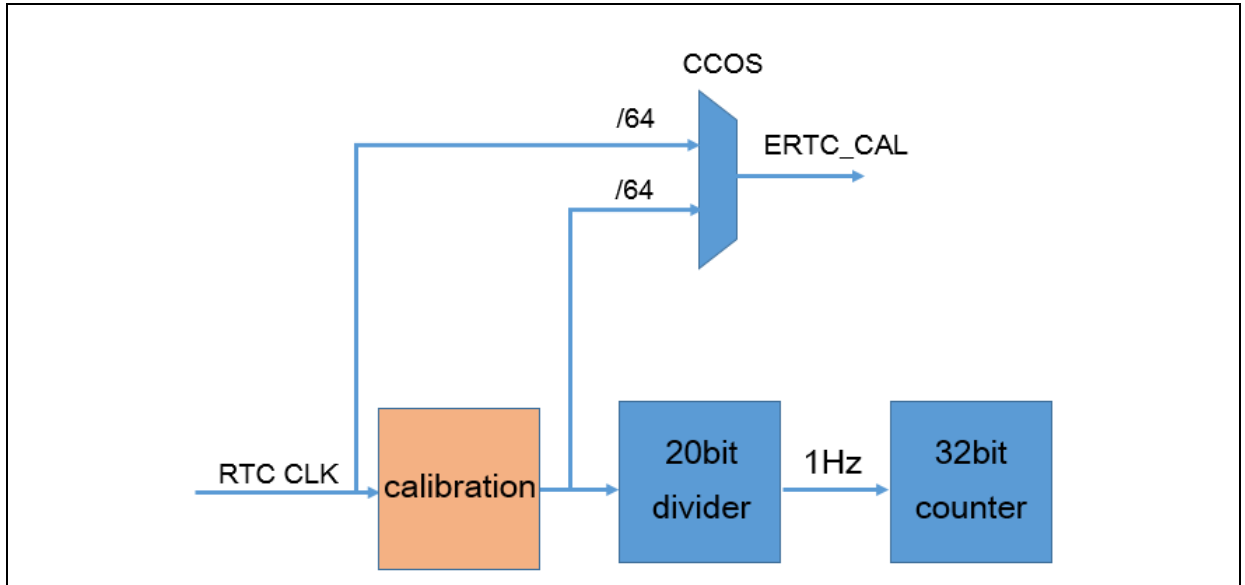 CCOS
/64
ERTC_CAL
/64
RTC CLK
calibration
20bit
divider
1Hz
32bit
counter